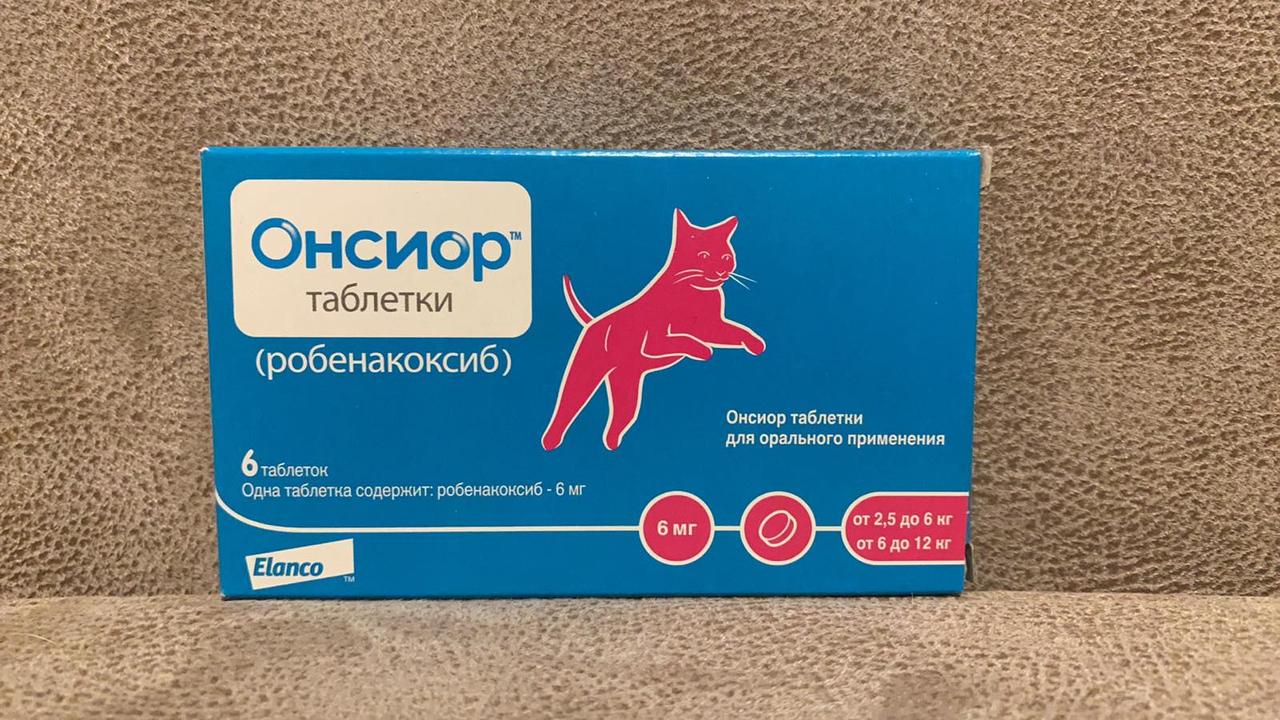 Онсиор™
таблетки
(робенакоксиб)
Онсиор таблетки
для орального применения
6 таблеток
Одна таблетка содержит: робенакоксиб - 6 мг
6 мг
от 2,5 до 6 кг
от 6 до 12 кг
Elanco™